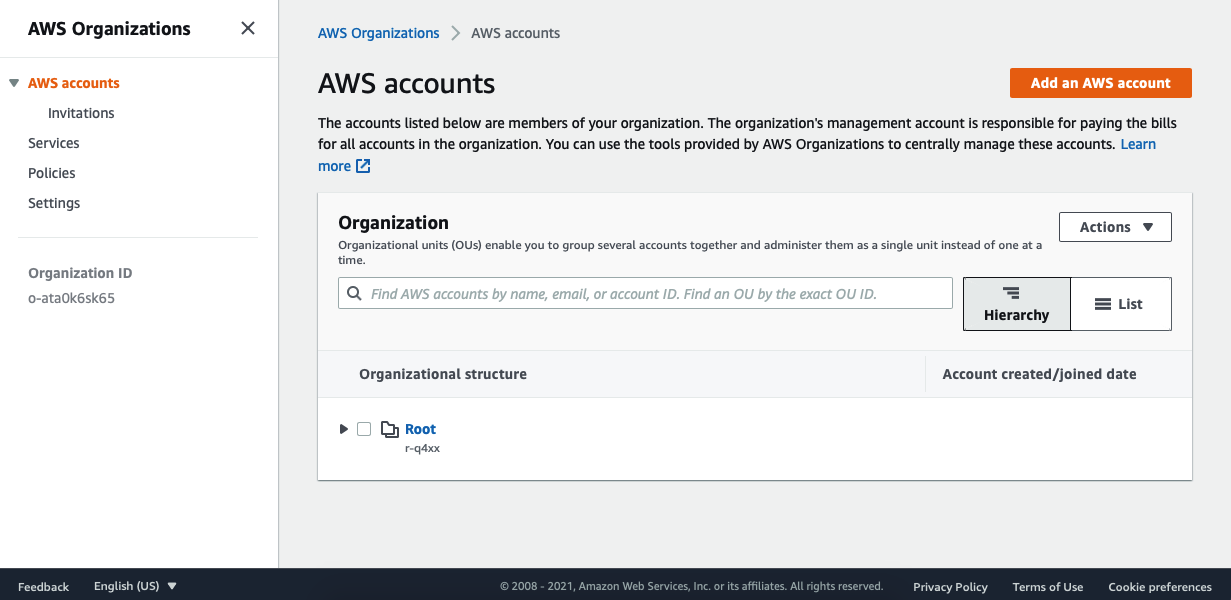 AWS Organizations
AWS accounts
Invitations
Services
Policies
Settings
Organization ID
o-ata0k6sk65
AWS Organizations
AWS accounts
AWS accounts
Add an AWS account
The accounts listed below are members of your organization. The organization's management account is responsible for paying the bills
for all accounts in the organization. You can use the tools provided by AWS Organizations to centrally manage these accounts. Learn
more
Organization
Organizational units (OUs) enable you to group several accounts together and administer them as a single unit instead of one at a
time.
Actions
Find AWS accounts by name, email, or account ID. Find an OU by the exact OU ID.
Hierarchy
List
Organizational structure
Account created/joined date
Root
r-q4xx
Feedback
English (US)
© 2008 - 2021, Amazon Web Services, Inc. or its affiliates. All rights reserved.
Privacy Policy
Terms of Use
Cookie preferences